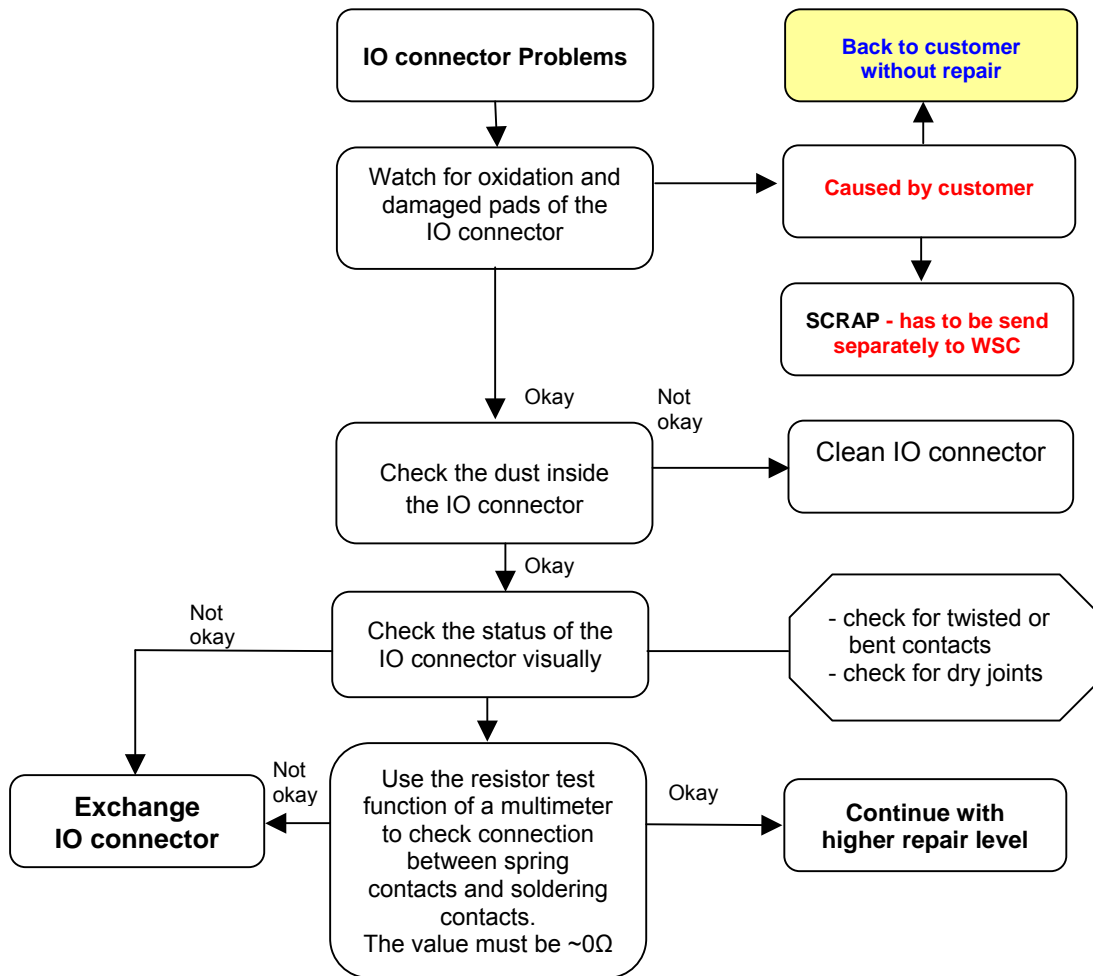 IO connector Problems
Back to customer
without repair
Watch for oxidation and
damaged pads of the
IO connector
Caused by customer
SCRAP - has to be send
separately to WSC
Okay
Not
okay
Check the dust inside
the IO connector
Clean IO connector
Okay
Not
okay
Check the status of the
IO connector visually
- check for twisted or
bent contacts
- check for dry joints
Exchange
IO connector
Not
okay
Use the resistor test
function of a multimeter
to check connection
between spring
contacts and soldering
contacts.
The value must be ~0Ω
Okay
Continue with
higher repair level